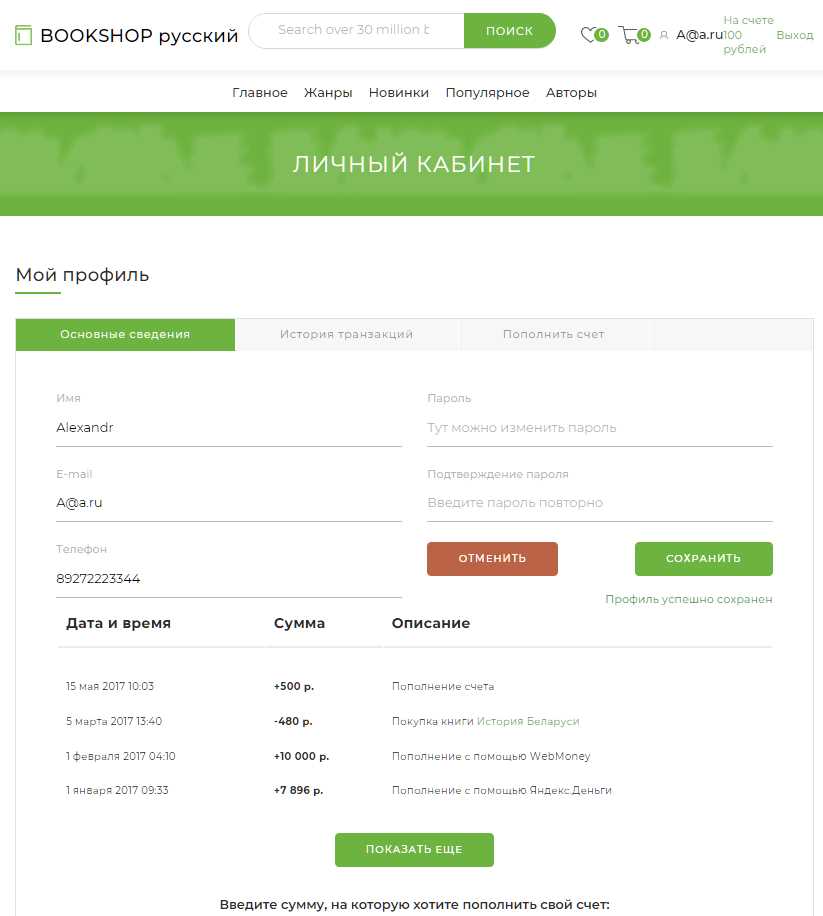 BOOKSHOP русский
Search over 30 million b
ПОИСК
0
0
A@a.ru
На счете
100
рублей
Выход
Главное Жанры Новинки Популярное Авторы
ЛИЧНЫЙ КАБИНЕТ
Мой профиль
Основные сведения История транзакций Пополнить счет
Имя
Alexandr
Пароль
Тут можно изменить пароль
E-mail
A@a.ru
Подтверждение пароля
Введите пароль повторно
Телефон
89272223344
ОТМЕНИТЬ СОХРАНИТЬ
Профиль успешно сохранен
Дата и время Сумма Описание
15 мая 2017 10:03 +500 р. Пополнение счета
5 марта 2017 13:40 -480 р. Покупка книги История Беларуси
1 февраля 2017 04:10 +10 000 р. Пополнение с помощью WebMoney
1 января 2017 09:33 +7 896 р. Пополнение с помощью Яндекс.Деньги
ПОКАЗАТЬ ЕЩЕ
Введите сумму, на которую хотите пополнить свой счет: